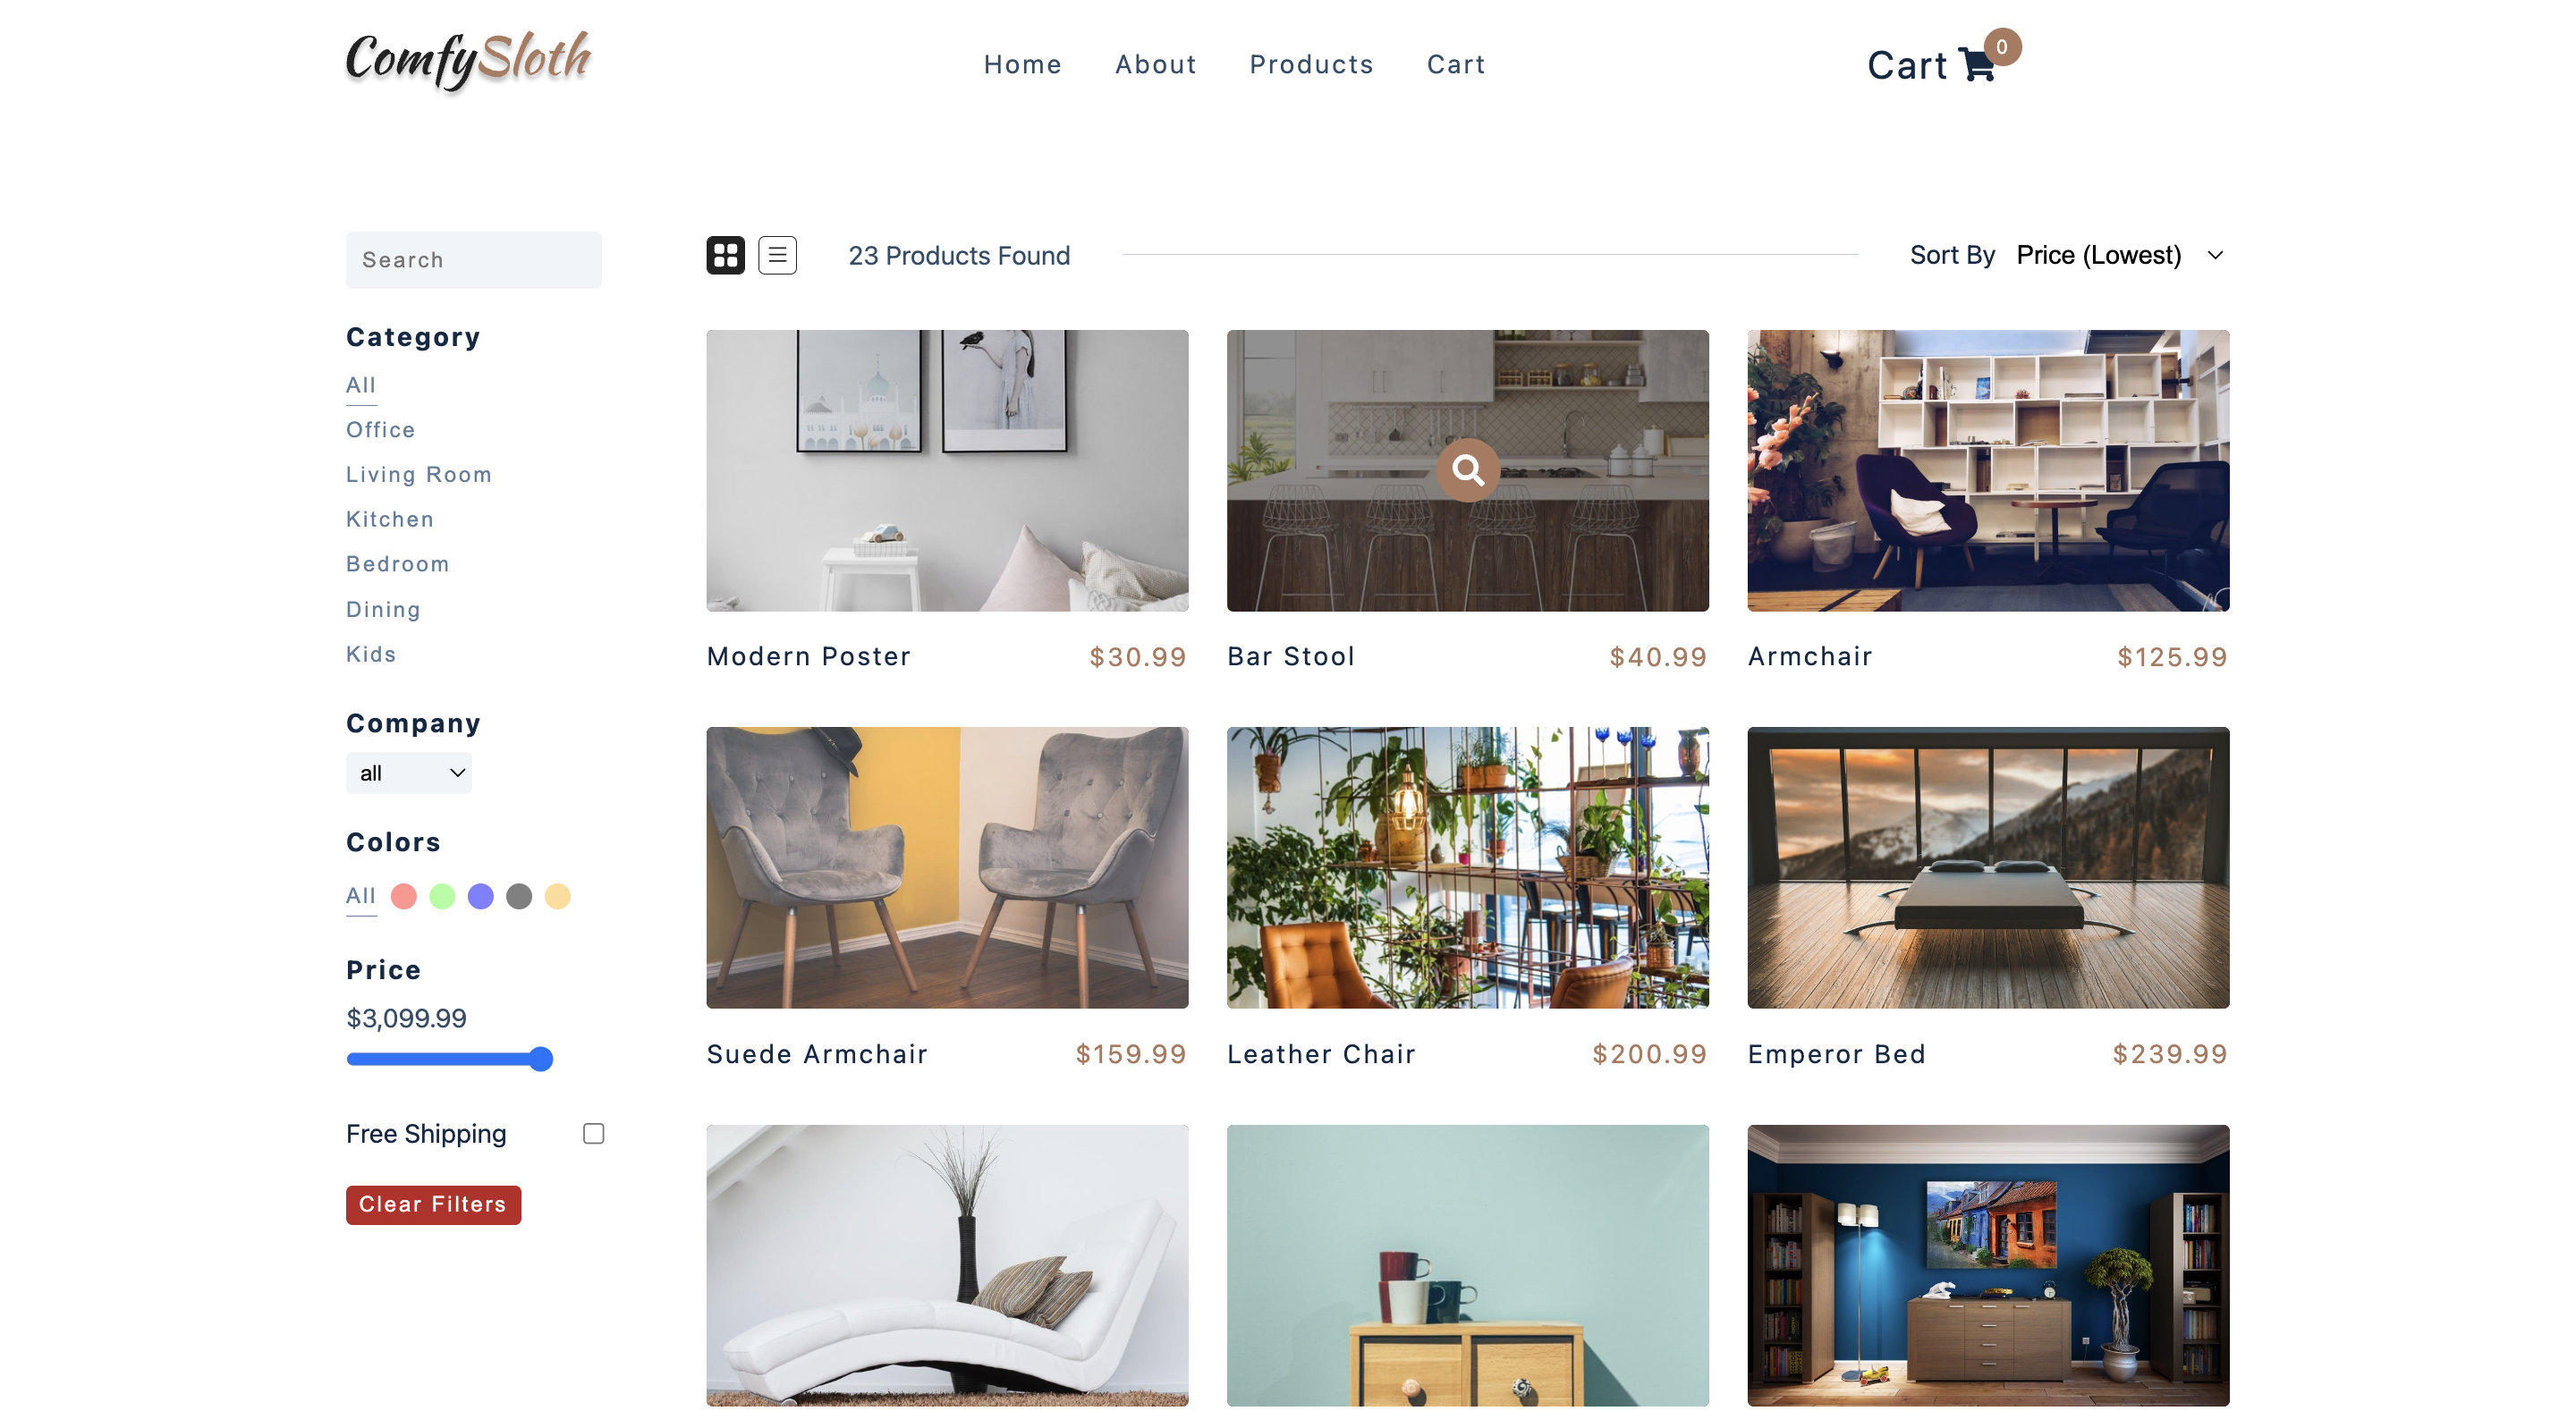 ComfySloth
Home About Products Cart
Cart 0
Search
Category
All
Office
Living Room
Kitchen
Bedroom
Dining
Kids
Company
all
Colors
All
Price
$3,099.99
Free Shipping
Clear Filters
23 Products Found
Sort By Price (Lowest)
Modern Poster $30.99
Bar Stool $40.99
Armchair $125.99
Suede Armchair $159.99
Leather Chair $200.99
Emperor Bed $239.99